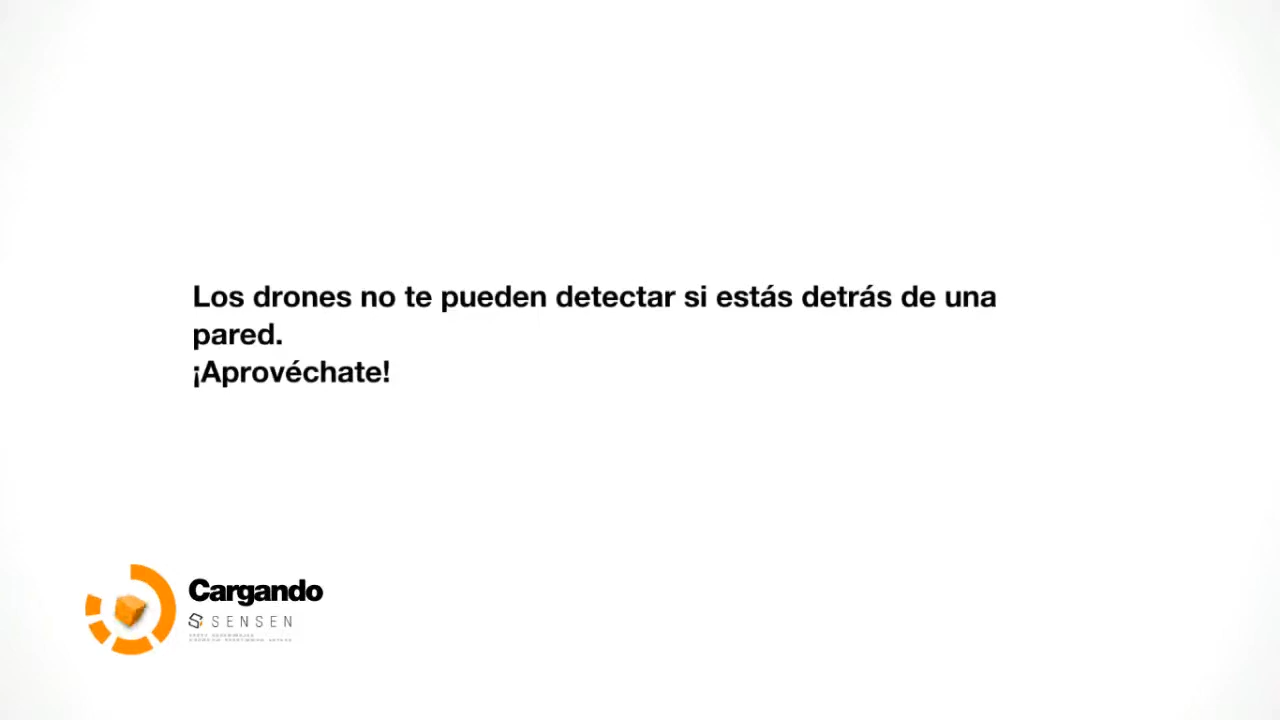 Los drones no te pueden detectar si estás detrás de una
pared.
¡Aprovéchate!
Cargando
SENSEN